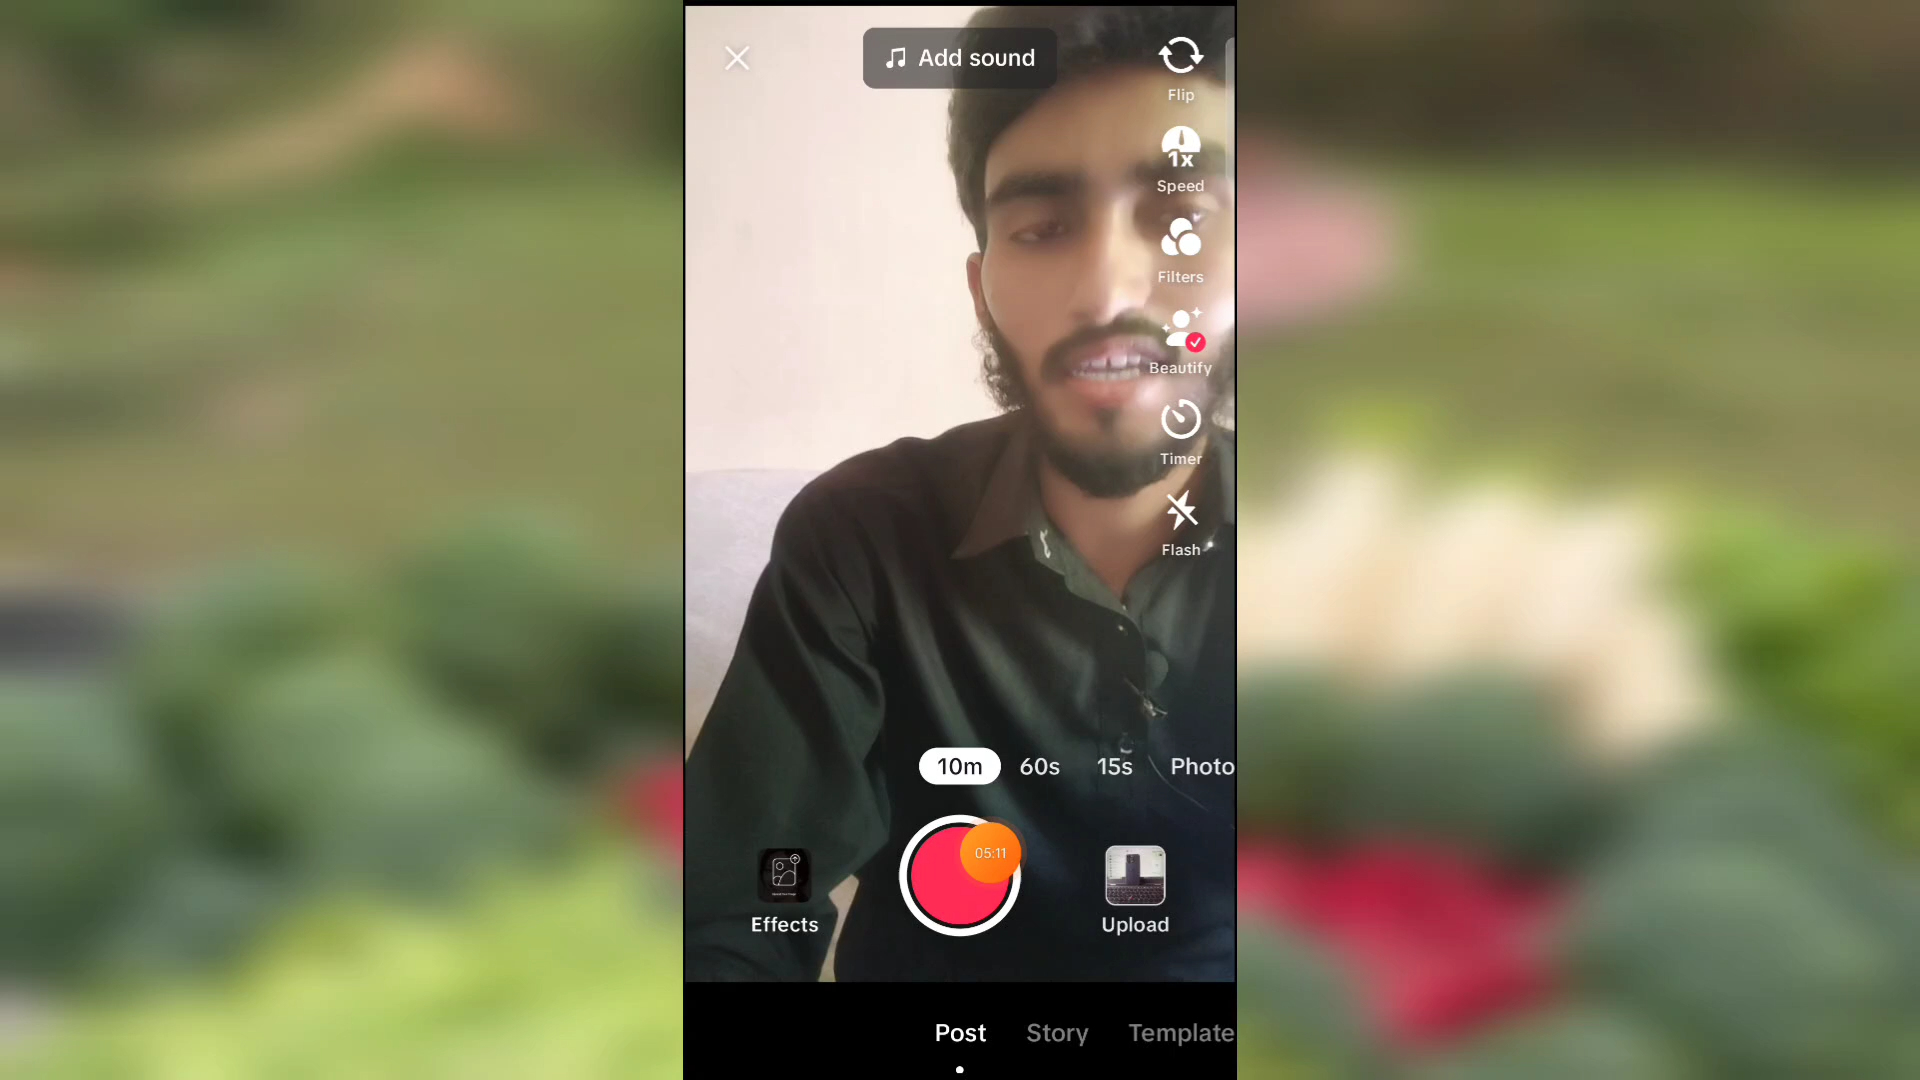 Add sound
Flip
1x
Speed
Filters
Beautify
Timer
Flash
10m 60s 15s Photo
05:11
Effects
Upload
Post Story Template